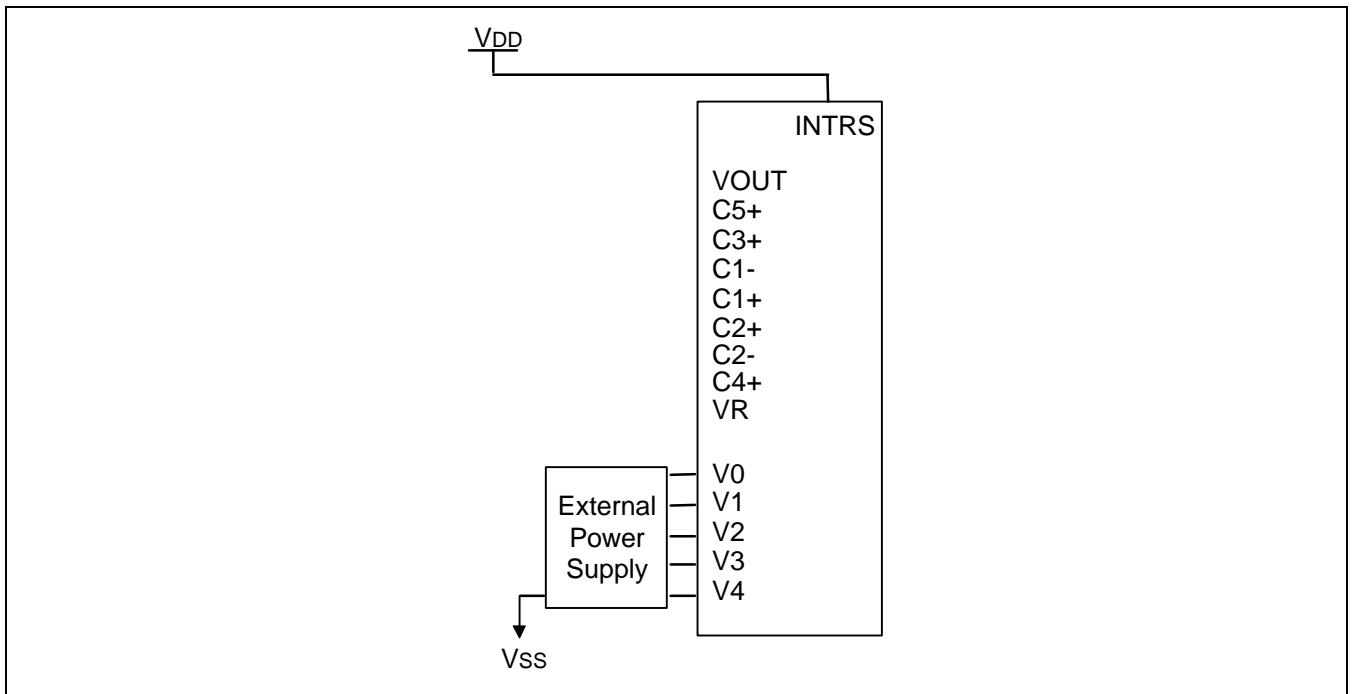 VDD
INTRS
VOUT
C5+
C3+
C1-
C1+
C2+
C2-
C4+
VR
V0
V1
V2
V3
V4
External
Power
Supply
VSS